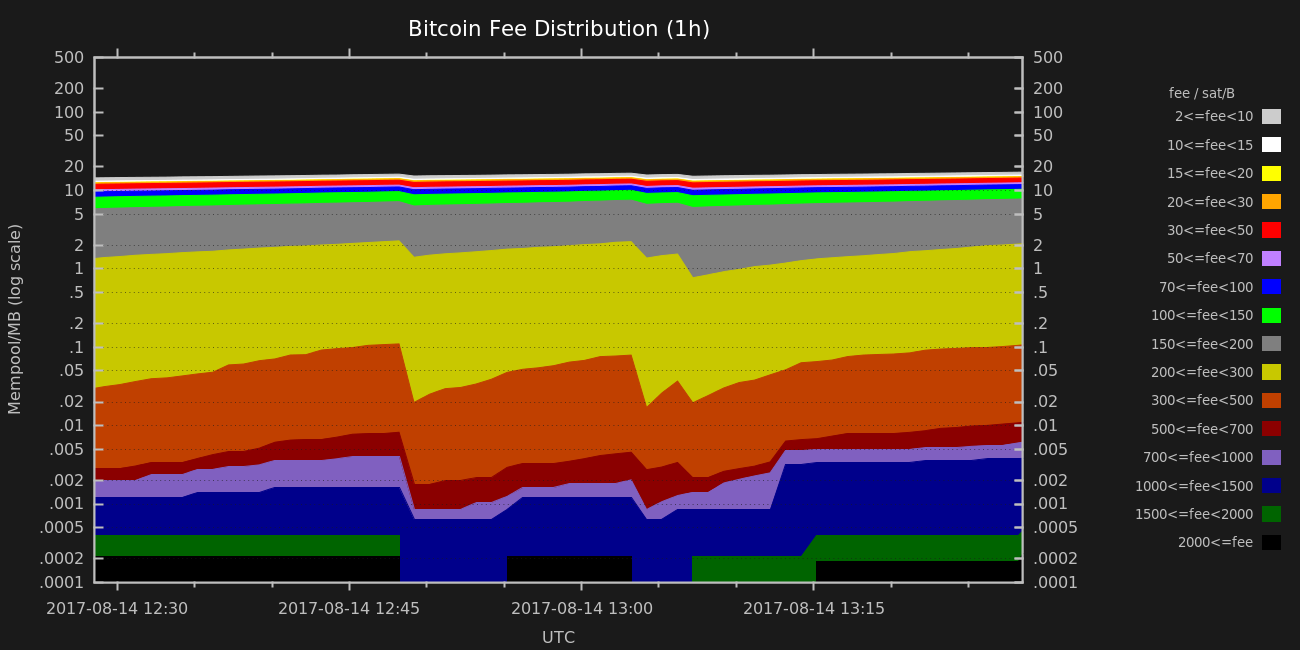 Bitcoin Fee Distribution (1h)
500
200
100
50
20
10
5
2
1
.5
.2
.1
.05
.02
.01
.005
.002
.001
.0005
.0002
.0001
Mempool/MB (log scale)
500
200
100
50
20
10
5
2
1
.5
.2
.1
.05
.02
.01
.005
.002
.001
.0005
.0002
.0001
2017-08-14 12:30
2017-08-14 12:45
2017-08-14 13:00
2017-08-14 13:15
UTC
fee / sat/B
2<=fee<10
10<=fee<15
15<=fee<20
20<=fee<30
30<=fee<50
50<=fee<70
70<=fee<100
100<=fee<150
150<=fee<200
200<=fee<300
300<=fee<500
500<=fee<700
700<=fee<1000
1000<=fee<1500
1500<=fee<2000
2000<=fee